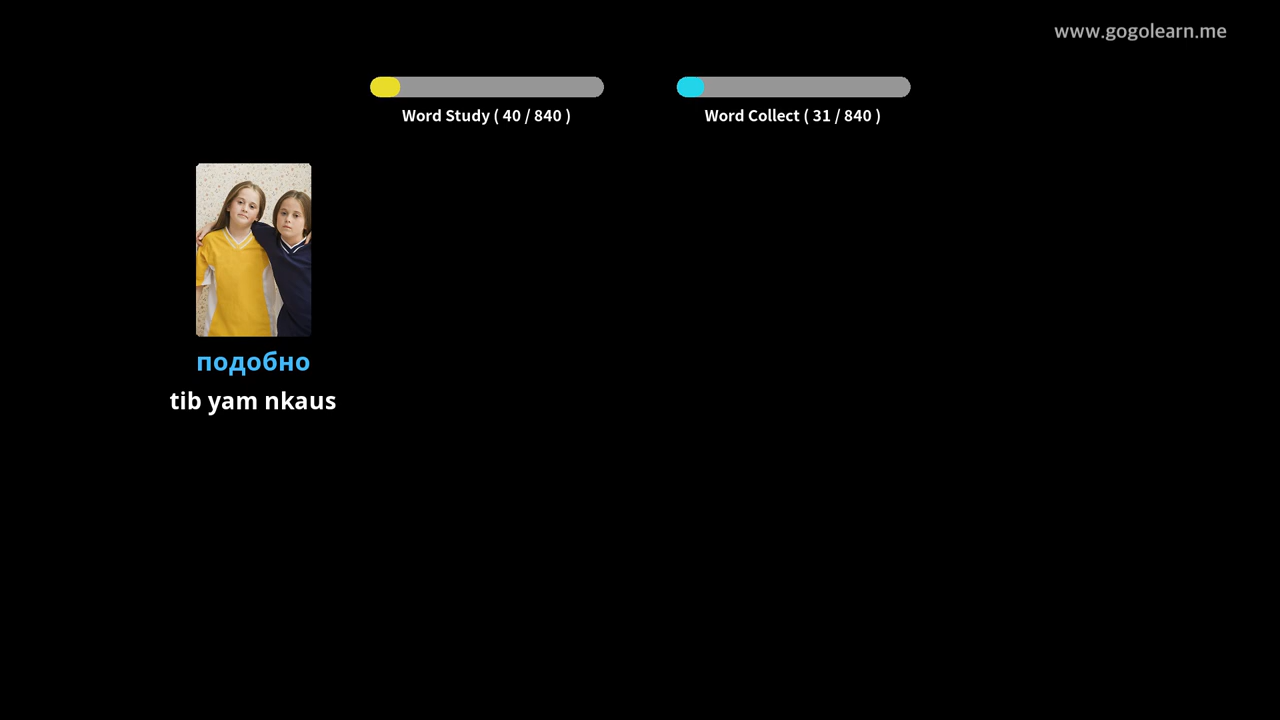 www.gogolearn.me
Word Study ( 40 / 840 )
Word Collect ( 31 / 840 )
подобно
tib yam nkaus